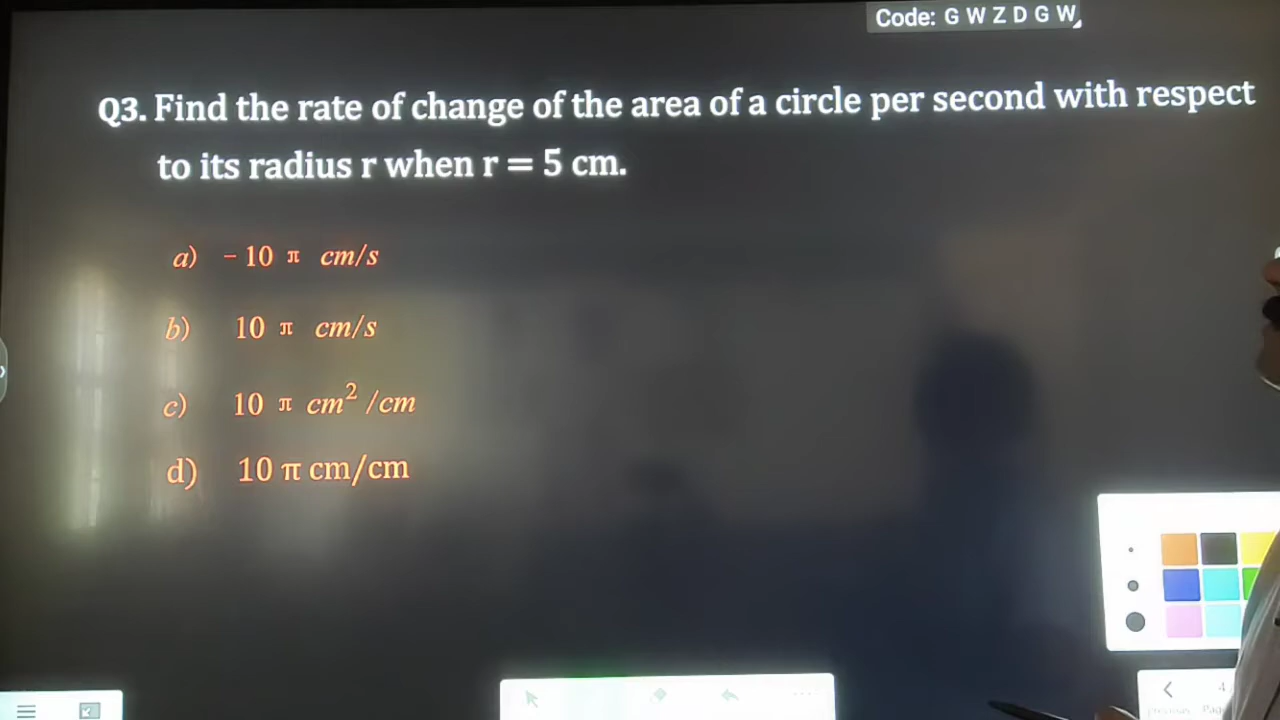 Code: G W Z D G W
Q3. Find the rate of change of the area of a circle per second with respect
to its radius r when r = 5 cm.
a) – 10 π cm/s
b) 10 π cm/s
c) 10 π cm² /cm
d) 10 π cm/cm
4